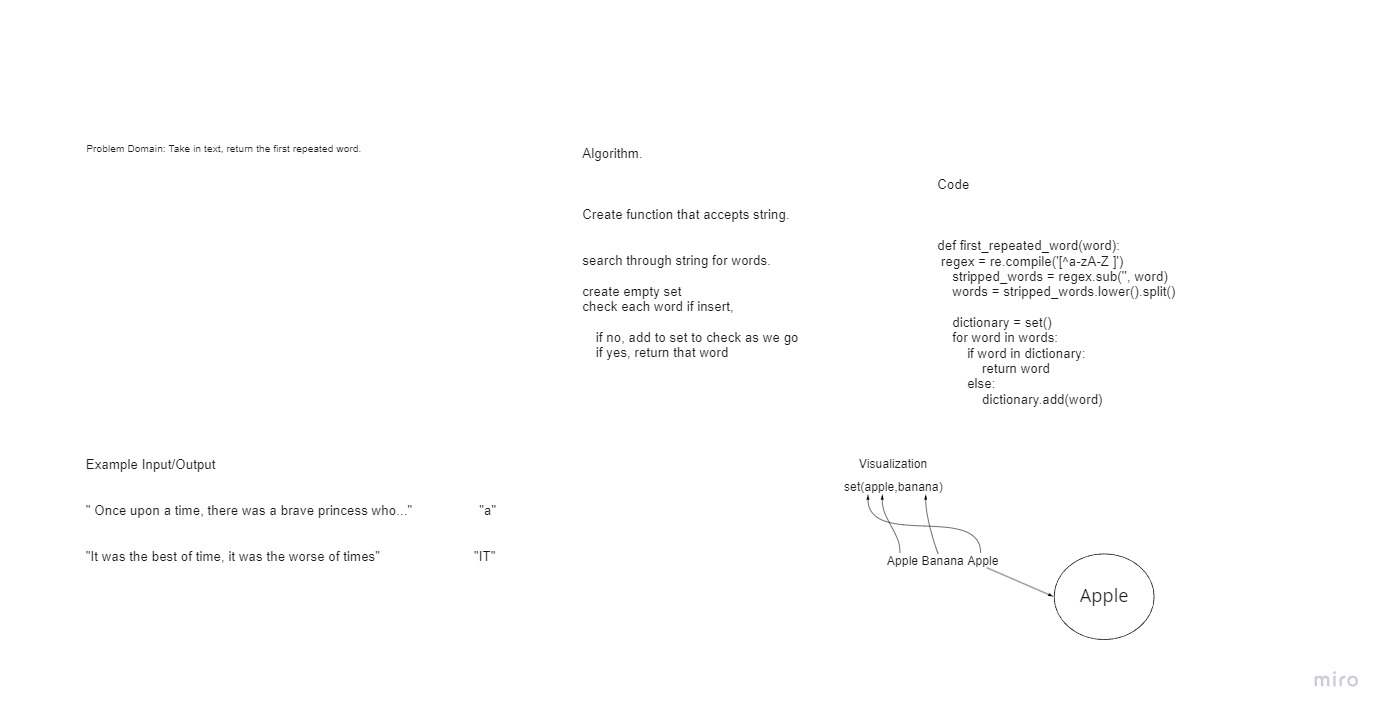 Problem Domain: Take in text, return the first repeated word.
Algorithm.
Create function that accepts string.
search through string for words.
create empty set
check each word if insert,
if no, add to set to check as we go
if yes, return that word
Code
def first_repeated_word(word):
regex = re.compile('[^a-zA-Z ]')
stripped_words = regex.sub('', word)
words = stripped_words.lower().split()
dictionary = set()
for word in words:
if word in dictionary:
return word
else:
dictionary.add(word)
Example Input/Output
" Once upon a time, there was a brave princess who..." "a"
"It was the best of time, it was the worse of times" "IT"
Visualization
set(apple,banana)
Apple Banana Apple
Apple
miro